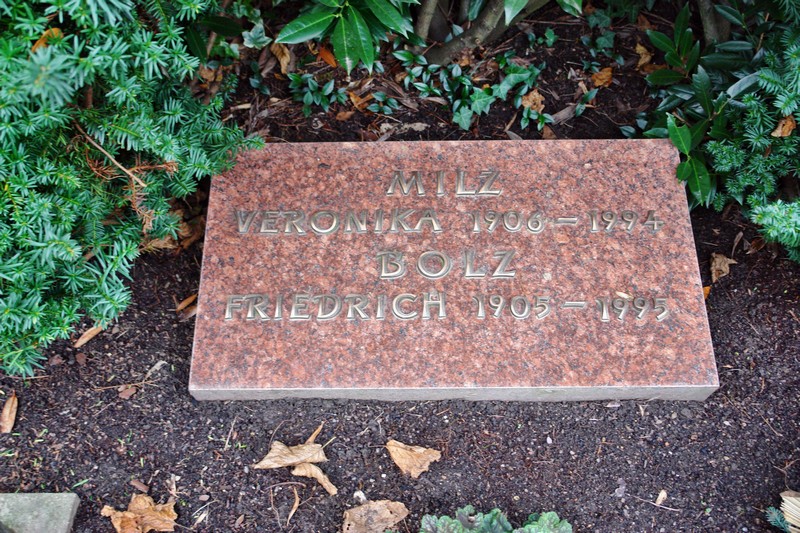 MILZ
VERONIKA 1906–1994
BOLZ
FRIEDRICH 1905–1995